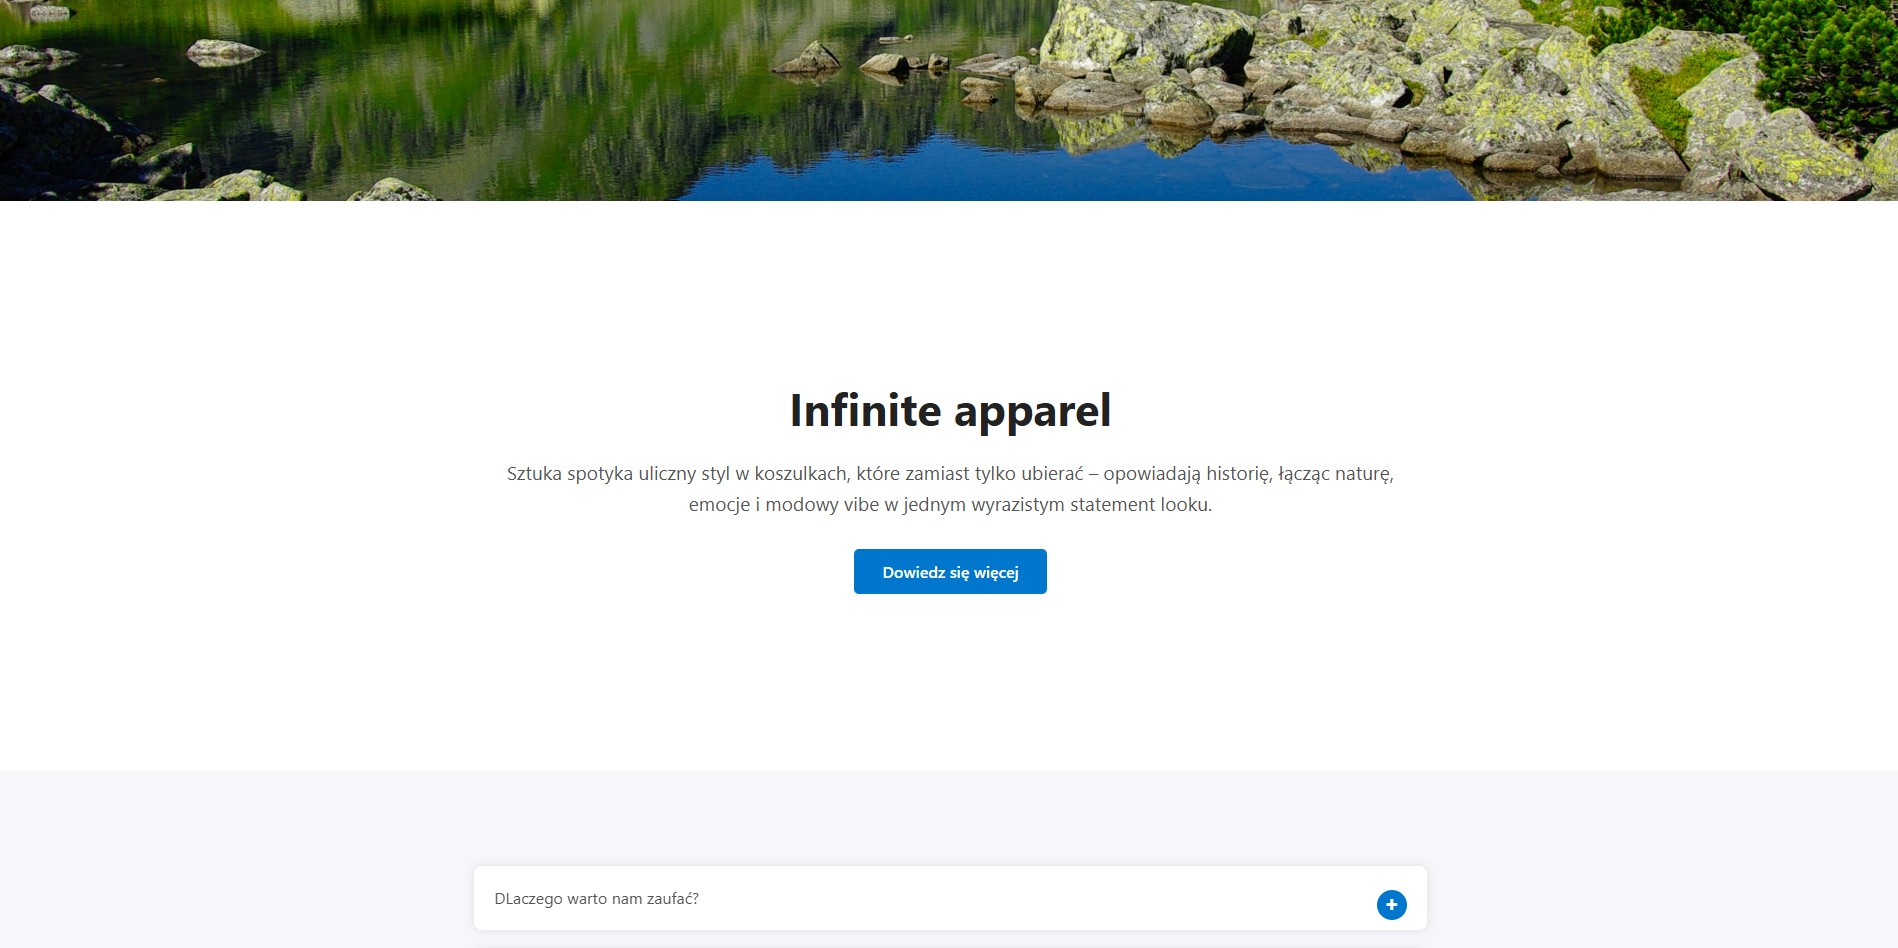 Infinite apparel
Sztuka spotyka uliczny styl w koszulkach, które zamiast tylko ubierać – opowiadają historię, łącząc naturę,
emocje i modowy vibe w jednym wyrazistym statement looku.
Dowiedz się więcej
DLaczego warto nam zaufać?